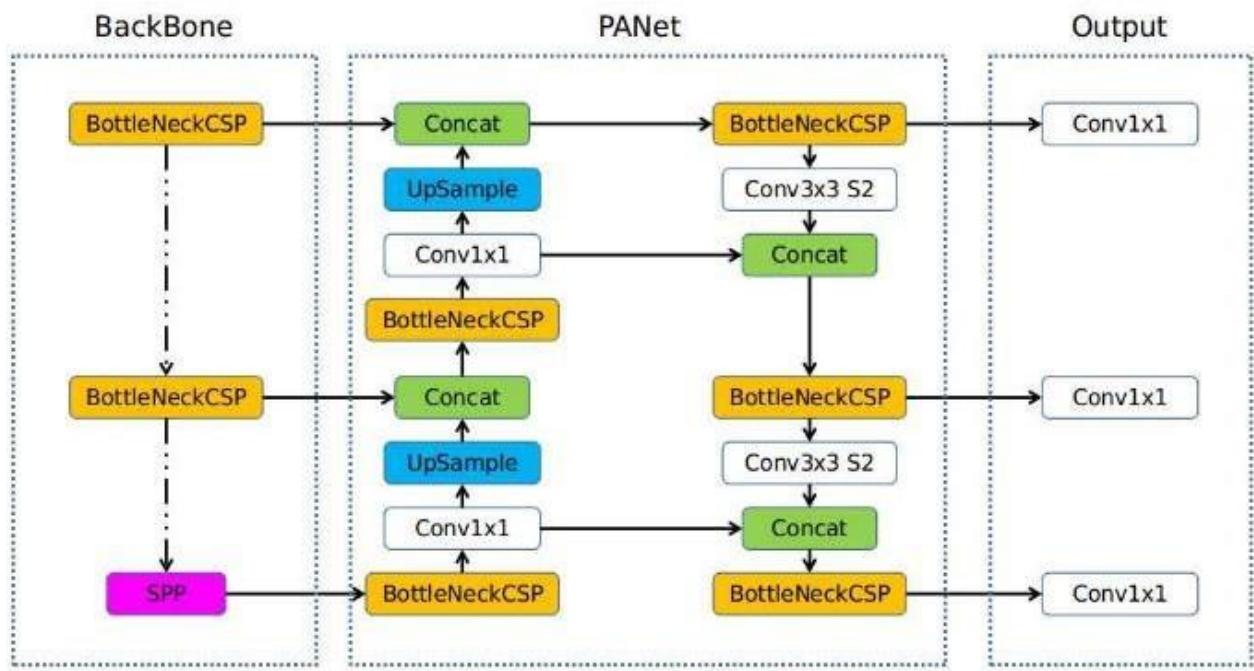 BackBone
PANet
Output
BottleNeckCSP
Concat
BottleNeckCSP
Conv1x1
UpSample
Conv3x3 S2
Conv1x1
Concat
BottleNeckCSP
BottleNeckCSP
Concat
BottleNeckCSP
Conv1x1
UpSample
Conv3x3 S2
Conv1x1
Concat
SPP
BottleNeckCSP
BottleNeckCSP
Conv1x1